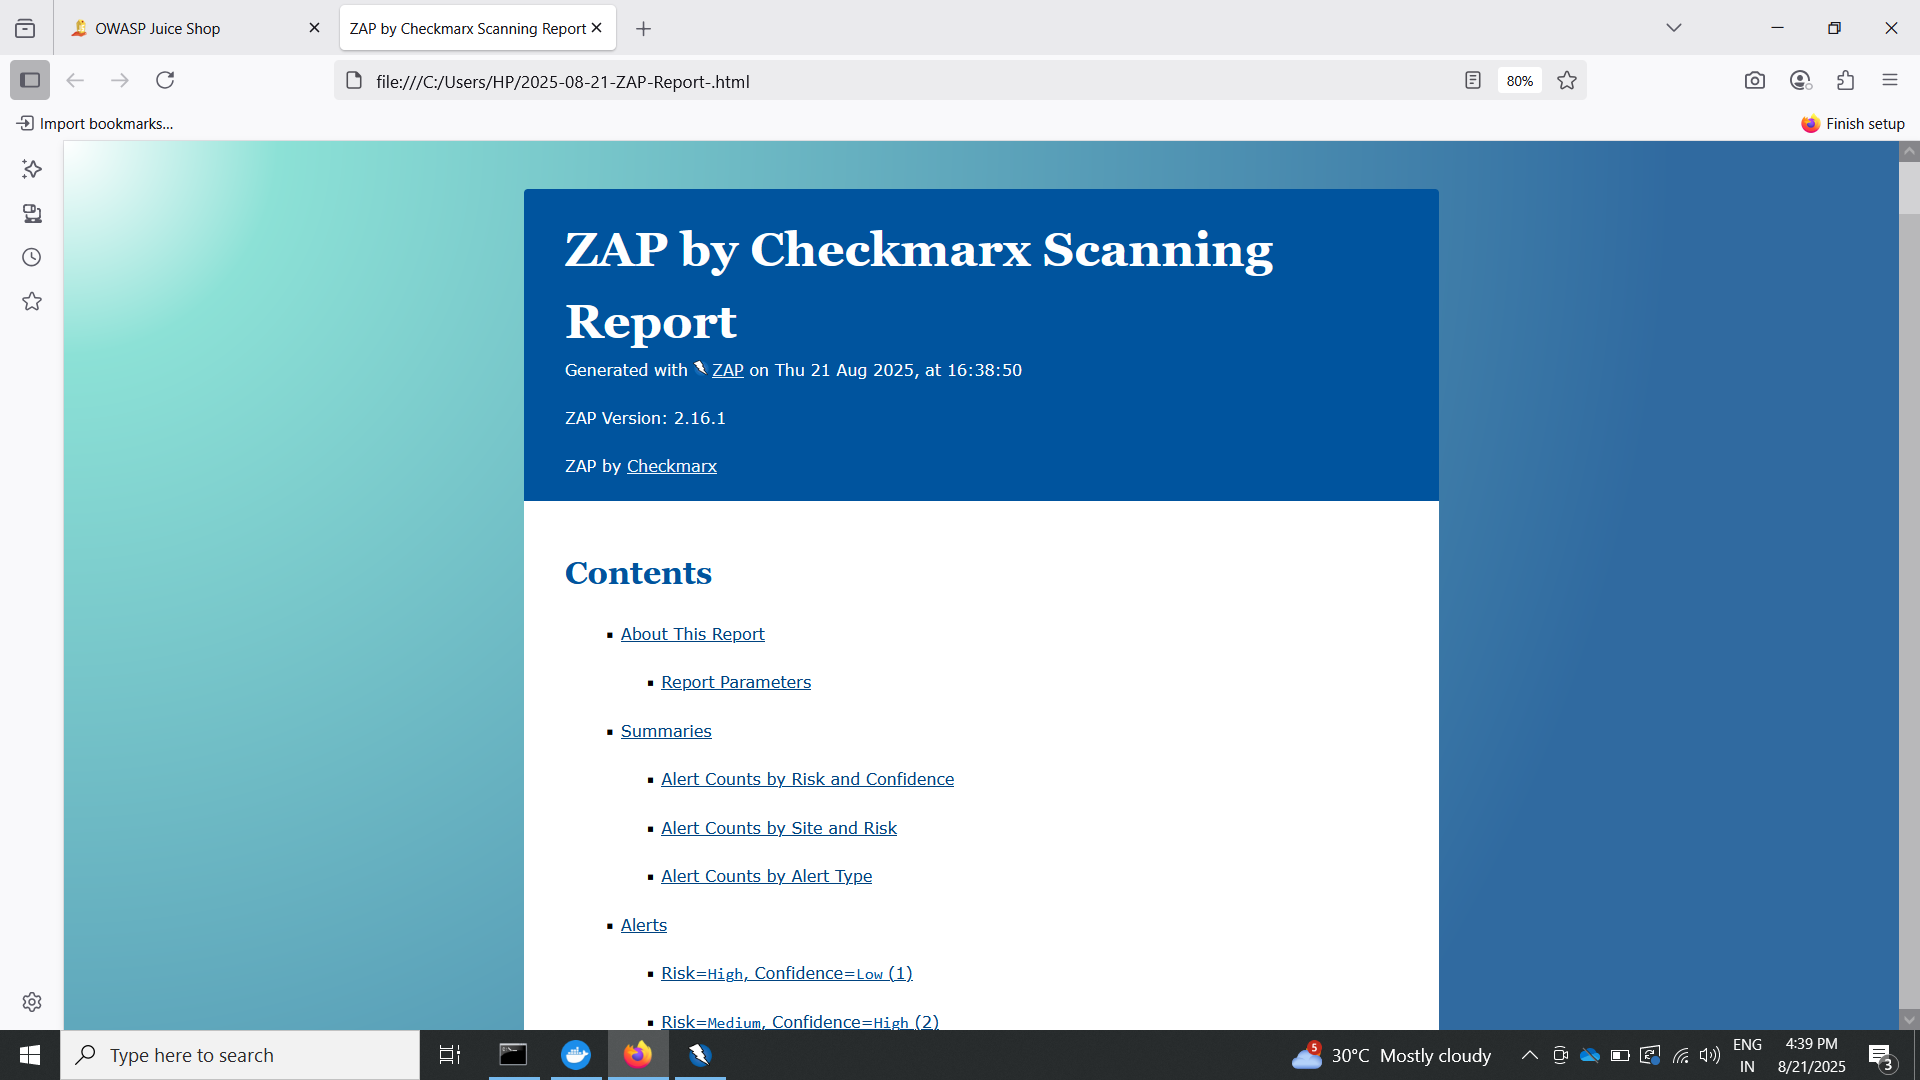 OWASP Juice Shop
ZAP by Checkmarx Scanning Report
file:///C:/Users/HP/2025-08-21-ZAP-Report-.html
80%
Import bookmarks...
Finish setup
ZAP by Checkmarx Scanning
Report
Generated with ZAP on Thu 21 Aug 2025, at 16:38:50
ZAP Version: 2.16.1
ZAP by Checkmarx
Contents
About This Report
Report Parameters
Summaries
Alert Counts by Risk and Confidence
Alert Counts by Site and Risk
Alert Counts by Alert Type
Alerts
Risk=High, Confidence=Low (1)
Risk=Medium, Confidence=High (2)
Type here to search
5
30°C Mostly cloudy
ENG
IN
4:39 PM
8/21/2025
3